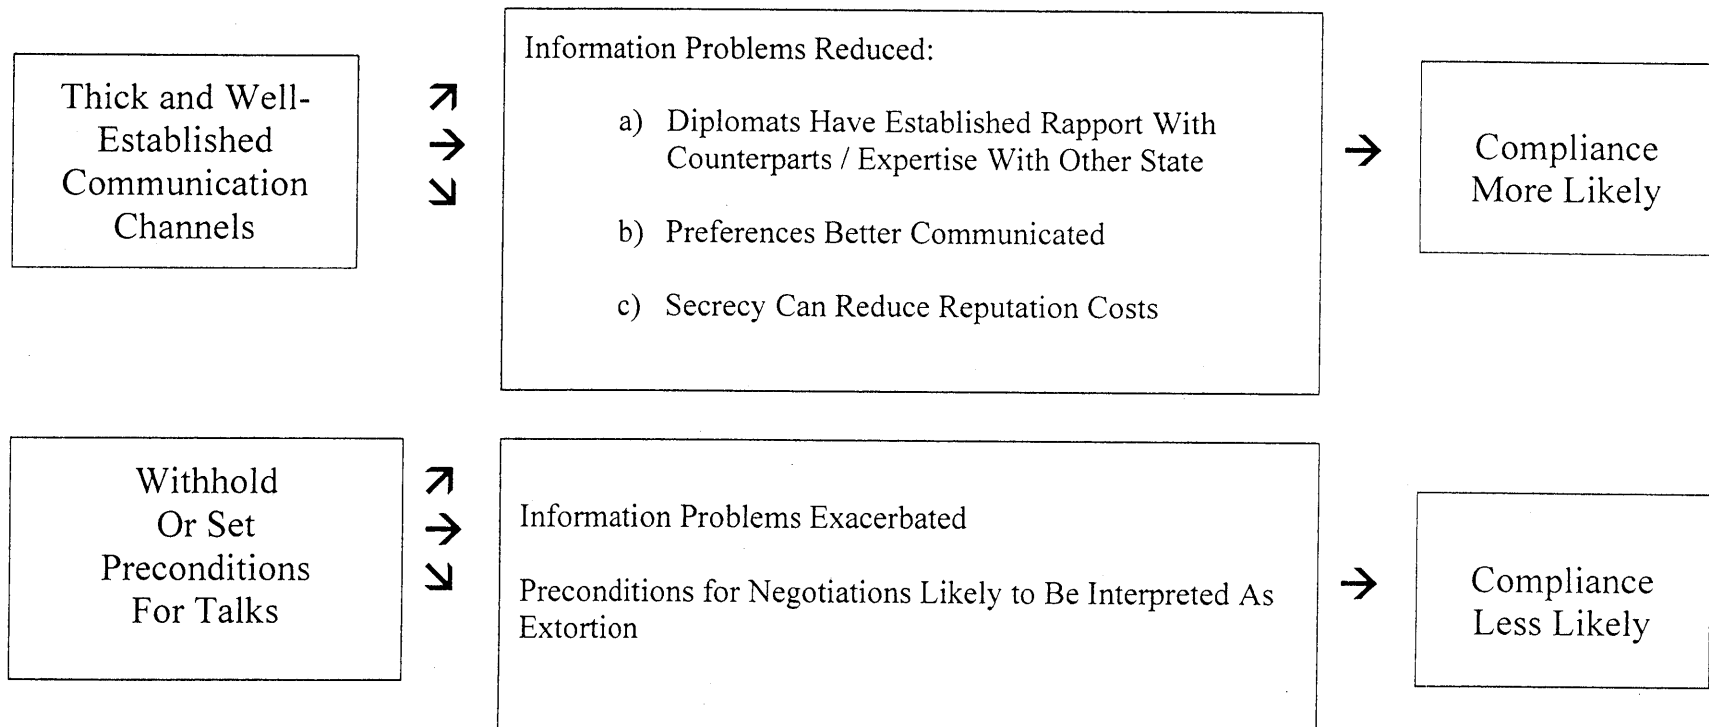 Thick and Well-
Established
Communication
Channels
↗
→
↘
Information Problems Reduced:
a) Diplomats Have Established Rapport With
Counterparts / Expertise With Other State
b) Preferences Better Communicated
c) Secrecy Can Reduce Reputation Costs
→
Compliance
More Likely
Withhold
Or Set
Preconditions
For Talks
↗
→
↘
Information Problems Exacerbated
Preconditions for Negotiations Likely to Be Interpreted As
Extortion
→
Compliance
Less Likely